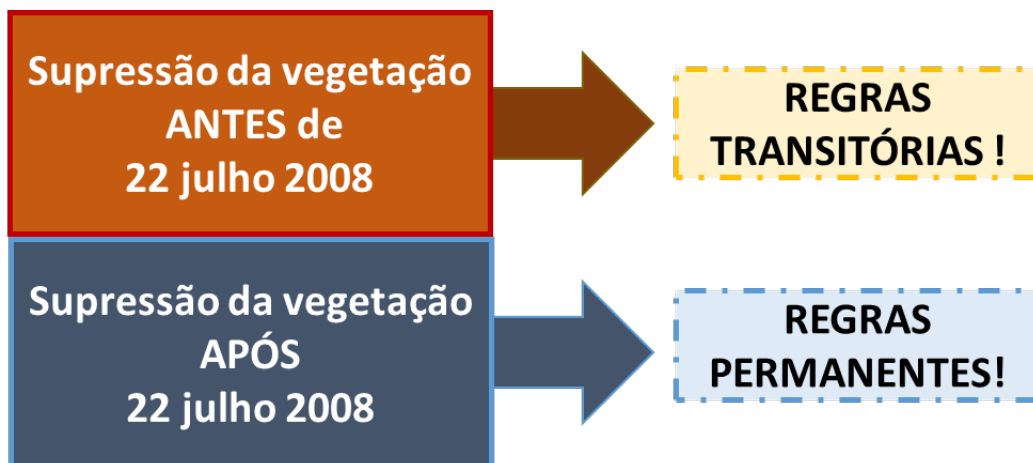 Supressão da vegetação
ANTES de
22 julho 2008
REGRAS
TRANSITÓRIAS !
Supressão da vegetação
APÓS
22 julho 2008
REGRAS
PERMANENTES!